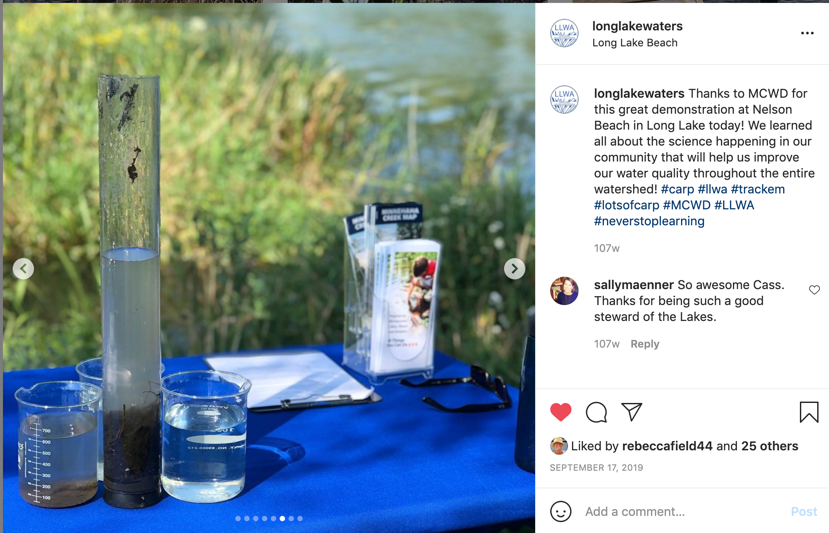 longlakewaters
Long Lake Beach
LLWA
LLWA
longlakewaters Thanks to MCWD for
this great demonstration at Nelson
Beach in Long Lake today! We learned
all about the science happening in our
community that will help us improve
our water quality throughout the entire
watershed! #carp #llwa #trackem
#lotsofcarp #MCWD #LLWA
#neverstoplearning
107w
sallymaenner So awesome Cass.
Thanks for being such a good
steward of the Lakes.
107w Reply
Liked by rebeccafield44 and 25 others
SEPTEMBER 17, 2019
Add a comment...
Post
MINNEHAHA
CREEK MAP
700
600
500
400
300
200
100